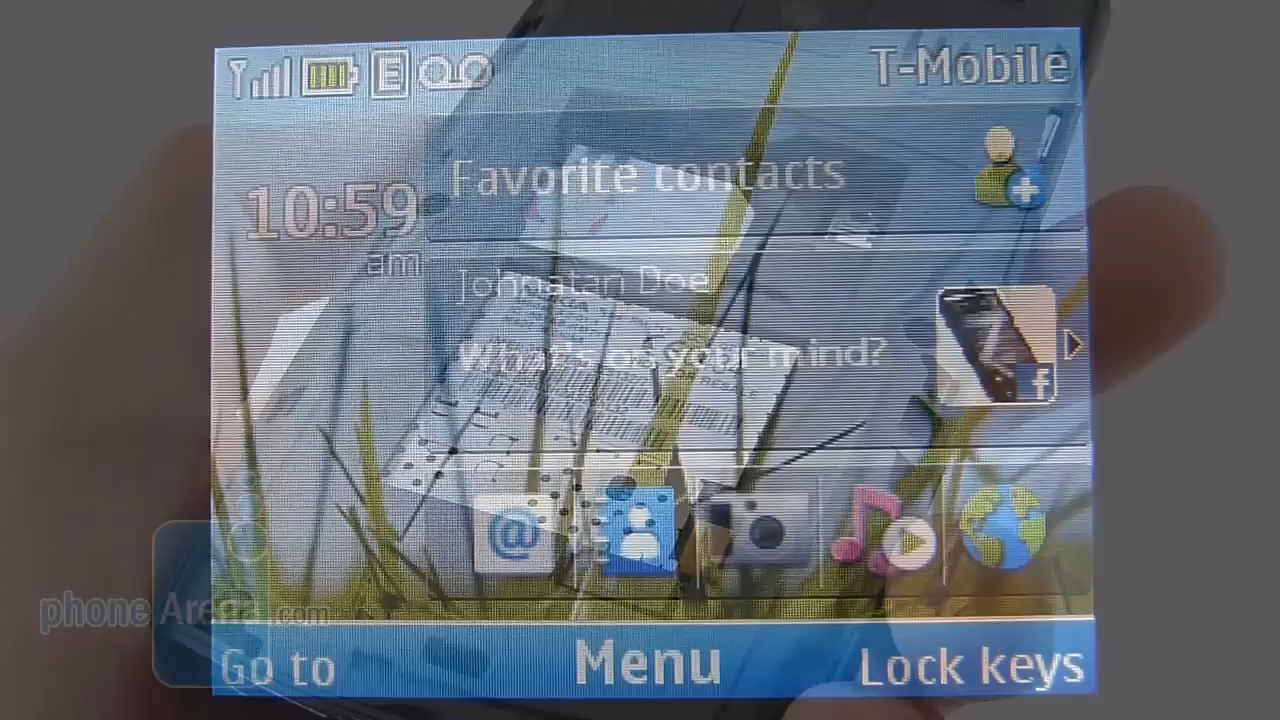 E
T-Mobile
Favorite contacts
10:59
am
Johnatan Doe
What's on your mind?
f
@
phoneArena.com
Go to
Menu
Lock keys